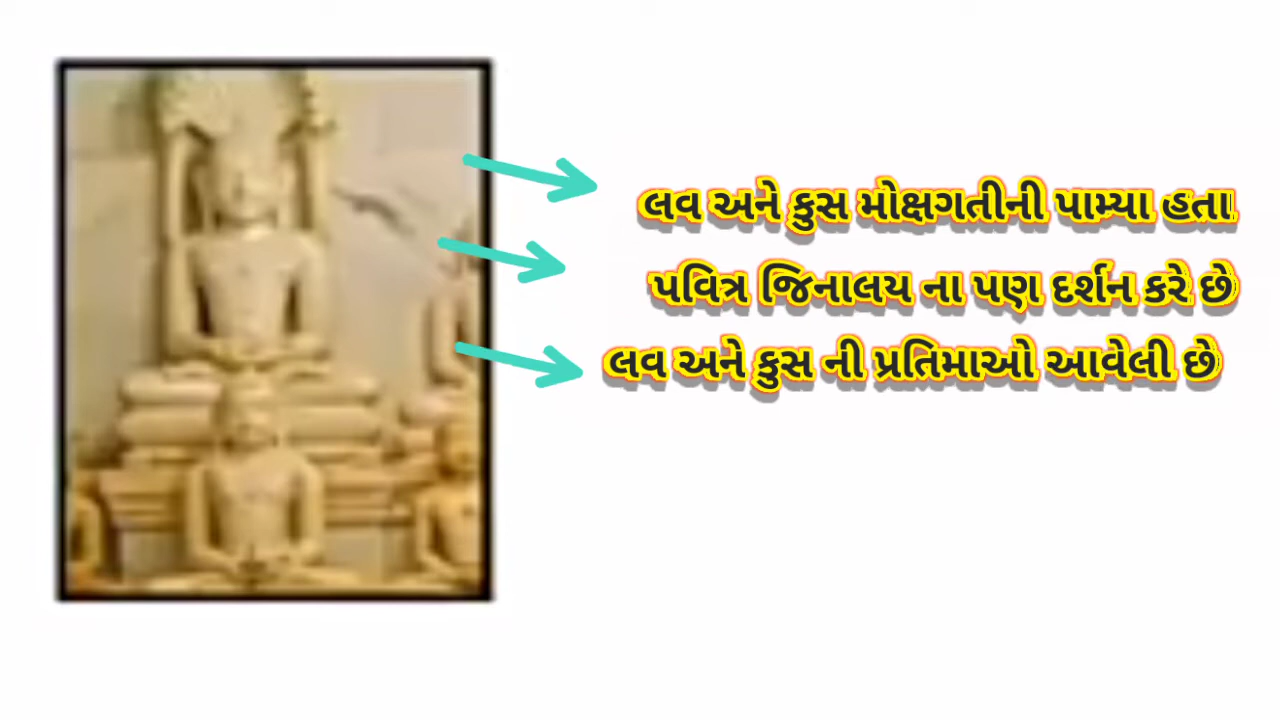 લવ અને કુસ મોક્ષગતીની પામ્યા હતા
પવિત્ર જિનાલય ના પણ દર્શન કરે છે
લવ અને કુસ ની પ્રતિમાઓ આવેલી છે